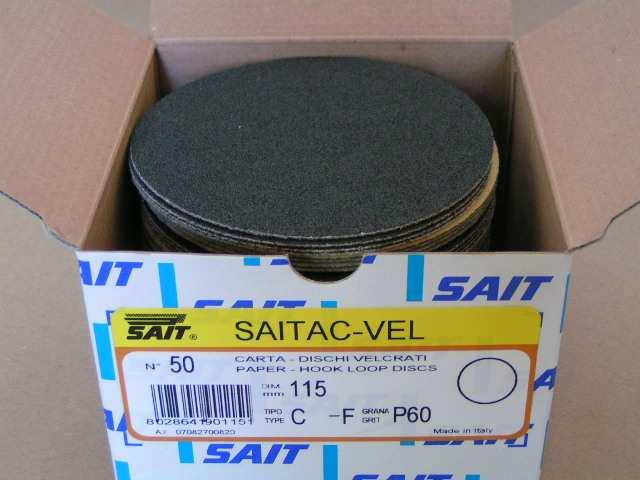 SAIT
SAIT
SAIT®
SAITAC-VEL
N° 50
CARTA - DISCHI VELCRATI
PAPER - HOOK LOOP DISCS
DIM. mm 115
TIPO TYPE C -F GRANA GRIT P60
8028641901151
Made in Italy
SAIT